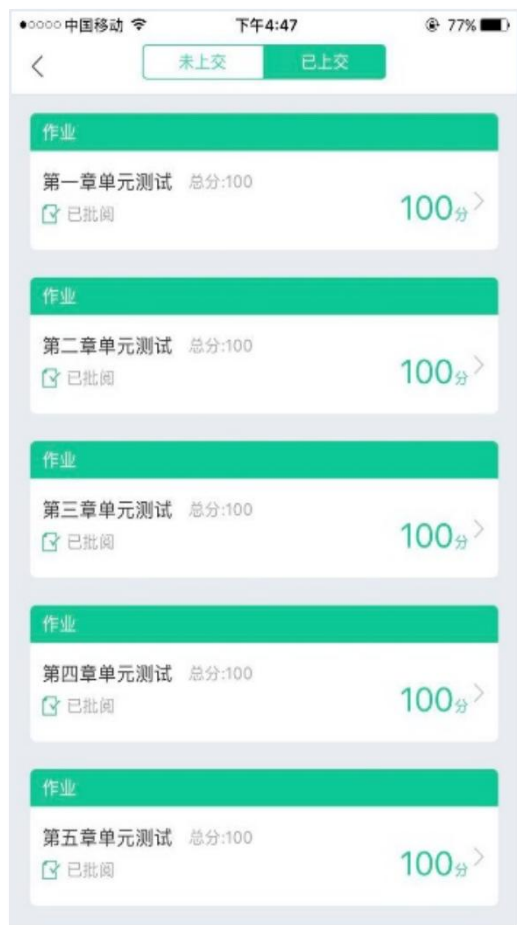 中国移动 下午4:47 77%
未上交 已上交
作业
第一章单元测试 总分:100
已批阅 100分
作业
第二章单元测试 总分:100
已批阅 100分
作业
第三章单元测试 总分:100
已批阅 100分
作业
第四章单元测试 总分:100
已批阅 100分
作业
第五章单元测试 总分:100
已批阅 100分